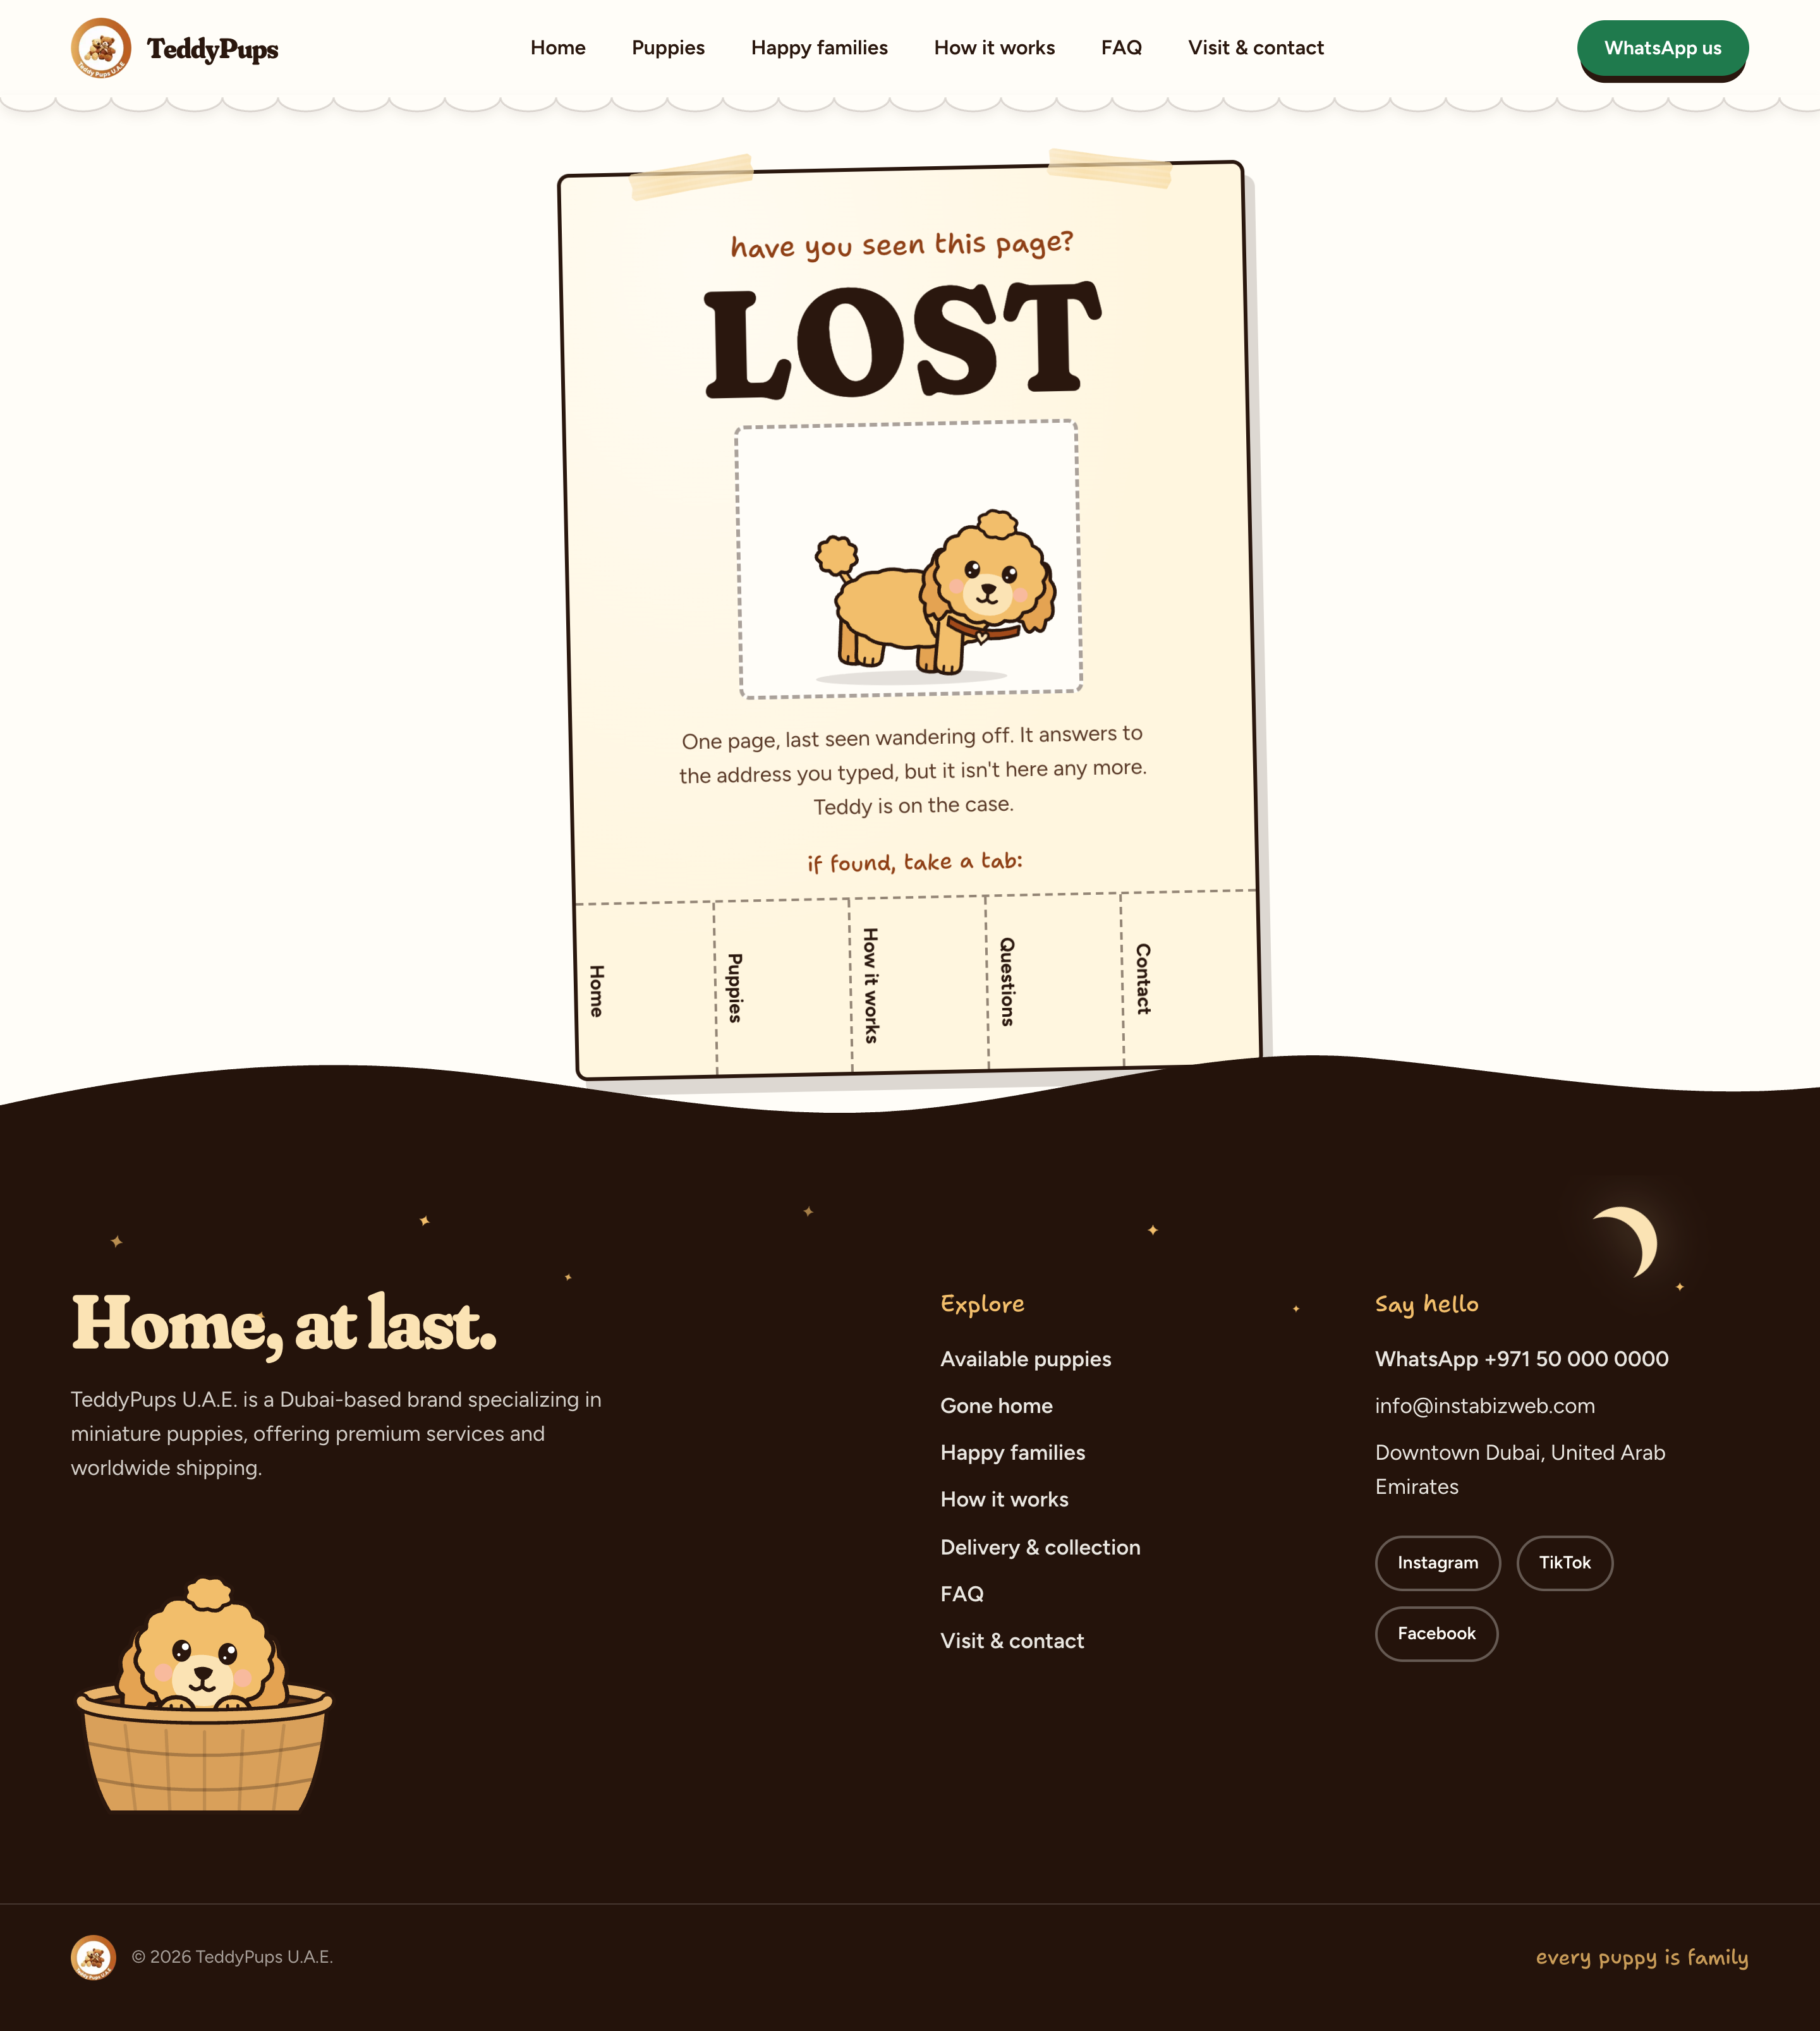 Teddy Pups U.A.E
TeddyPups
Home
Puppies
Happy families
How it works
FAQ
Visit & contact
WhatsApp us
have you seen this page?
LOST
One page, last seen wandering off. It answers to
the address you typed, but it isn't here any more.
Teddy is on the case.
if found, take a tab:
Home
Puppies
How it works
Questions
Contact
Home, at last.
TeddyPups U.A.E. is a Dubai-based brand specializing in
miniature puppies, offering premium services and
worldwide shipping.
Explore
Available puppies
Gone home
Happy families
How it works
Delivery & collection
FAQ
Visit & contact
Say hello
WhatsApp +971 50 000 0000
info@instabizweb.com
Downtown Dubai, United Arab
Emirates
Instagram
TikTok
Facebook
Teddy Pups U.A.E
© 2026 TeddyPups U.A.E.
every puppy is family